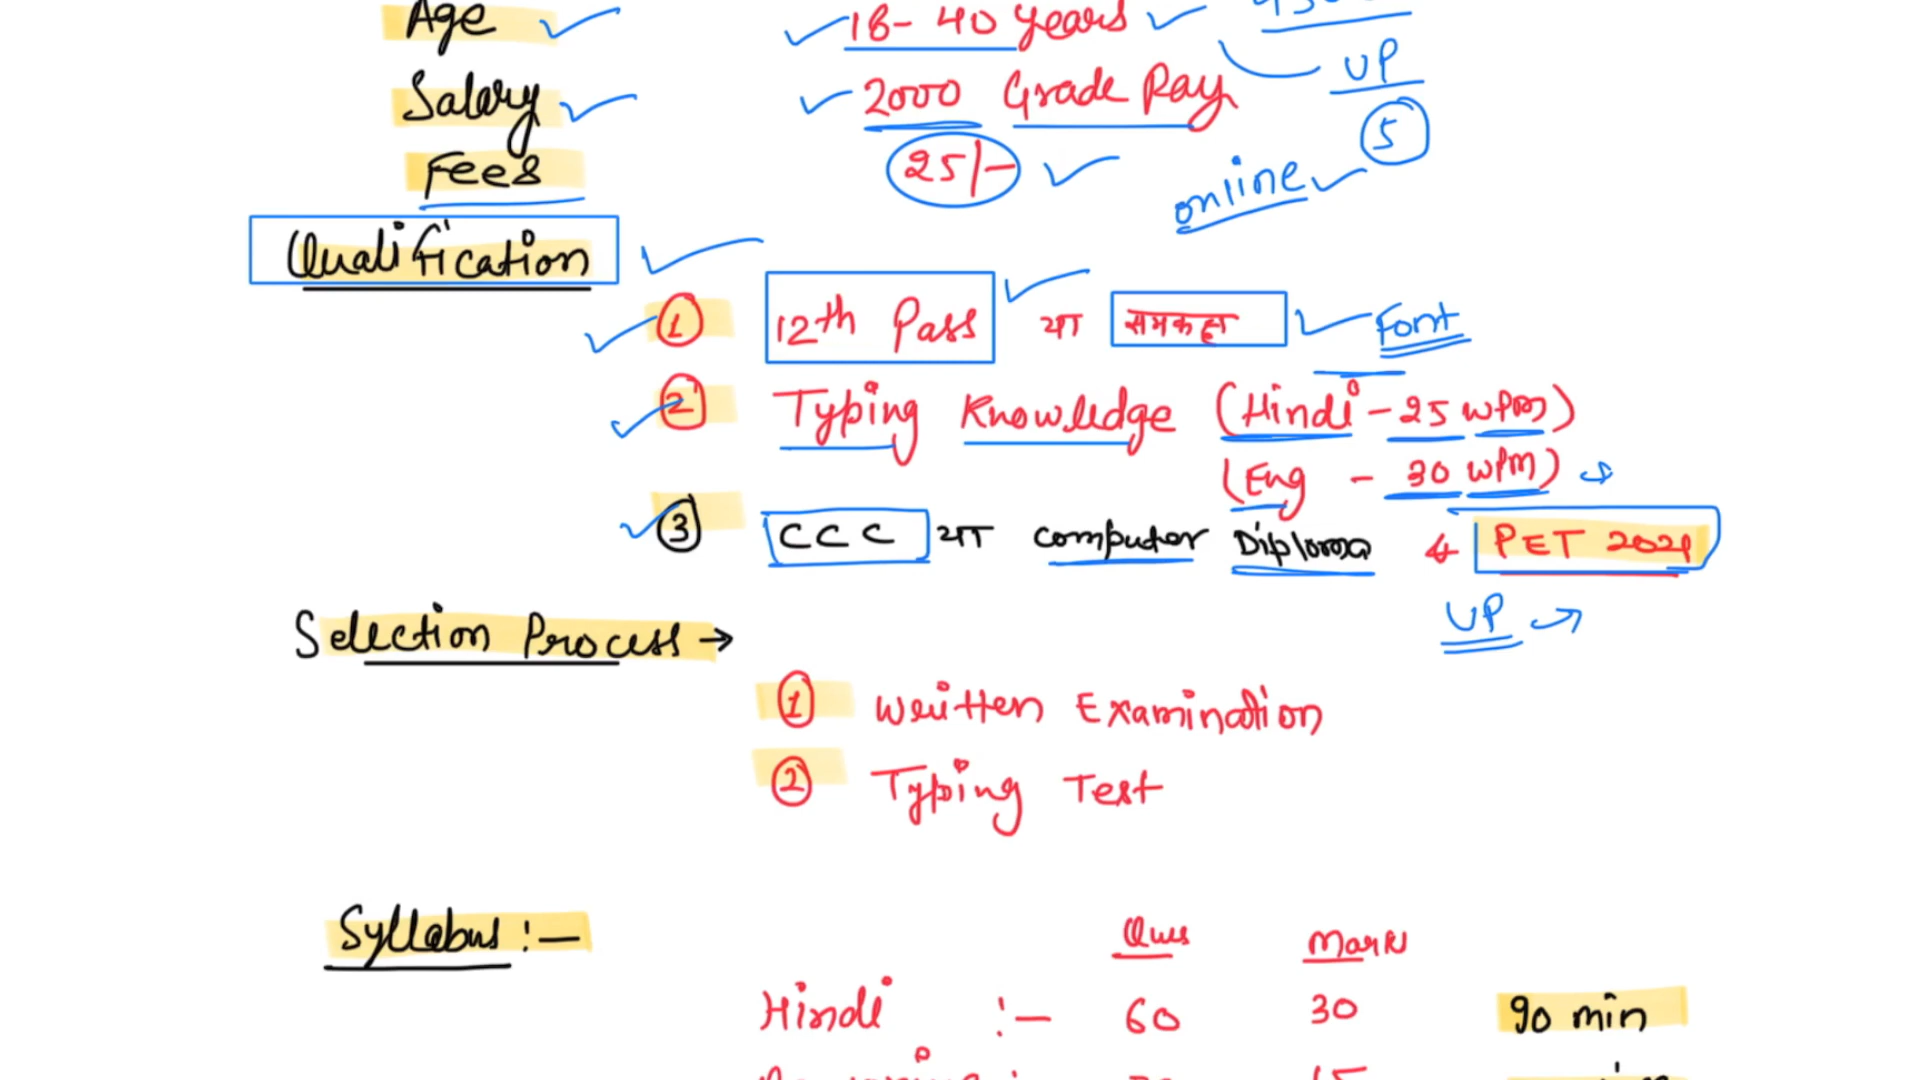 Age 18- 40 years
UP
Salary 2000 Grade Pay
5
Fees 25/-
online
Qualification
1 12th Pass या समकक्ष Font
2 Typing Knowledge (Hindi - 25 wpm)
(Eng - 30 wpm)
3 CCC या computer Diploma & PET 2021
UP
Selection Process →
1 Written Examination
2 Typing Test
Syllabus :-
Ques Marks
Hindi :- 60 30 90 min